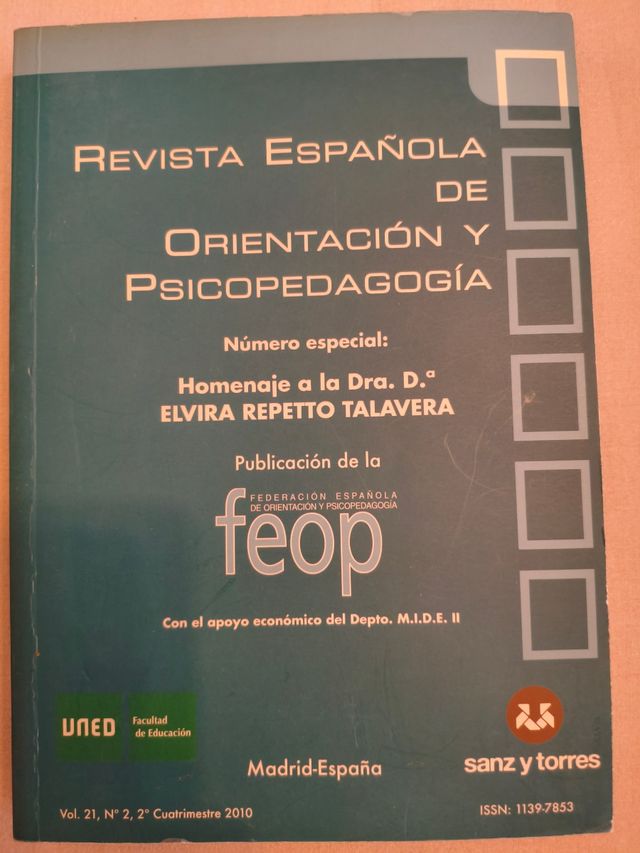 REVISTA ESPAÑOLA
DE
ORIENTACIÓN Y
PSICOPEDAGOGÍA
Número especial:
Homenaje a la Dra. D.ª
ELVIRA REPETTO TALAVERA
Publicación de la
FEDERACIÓN ESPAÑOLA
DE ORIENTACIÓN Y PSICOPEDAGOGÍA
feop
Con el apoyo económico del Depto. M.I.D.E. II
UNED
Facultad
de Educación
Madrid-España
sanz y torres
Vol. 21, Nº 2, 2º Cuatrimestre 2010
ISSN: 1139-7853